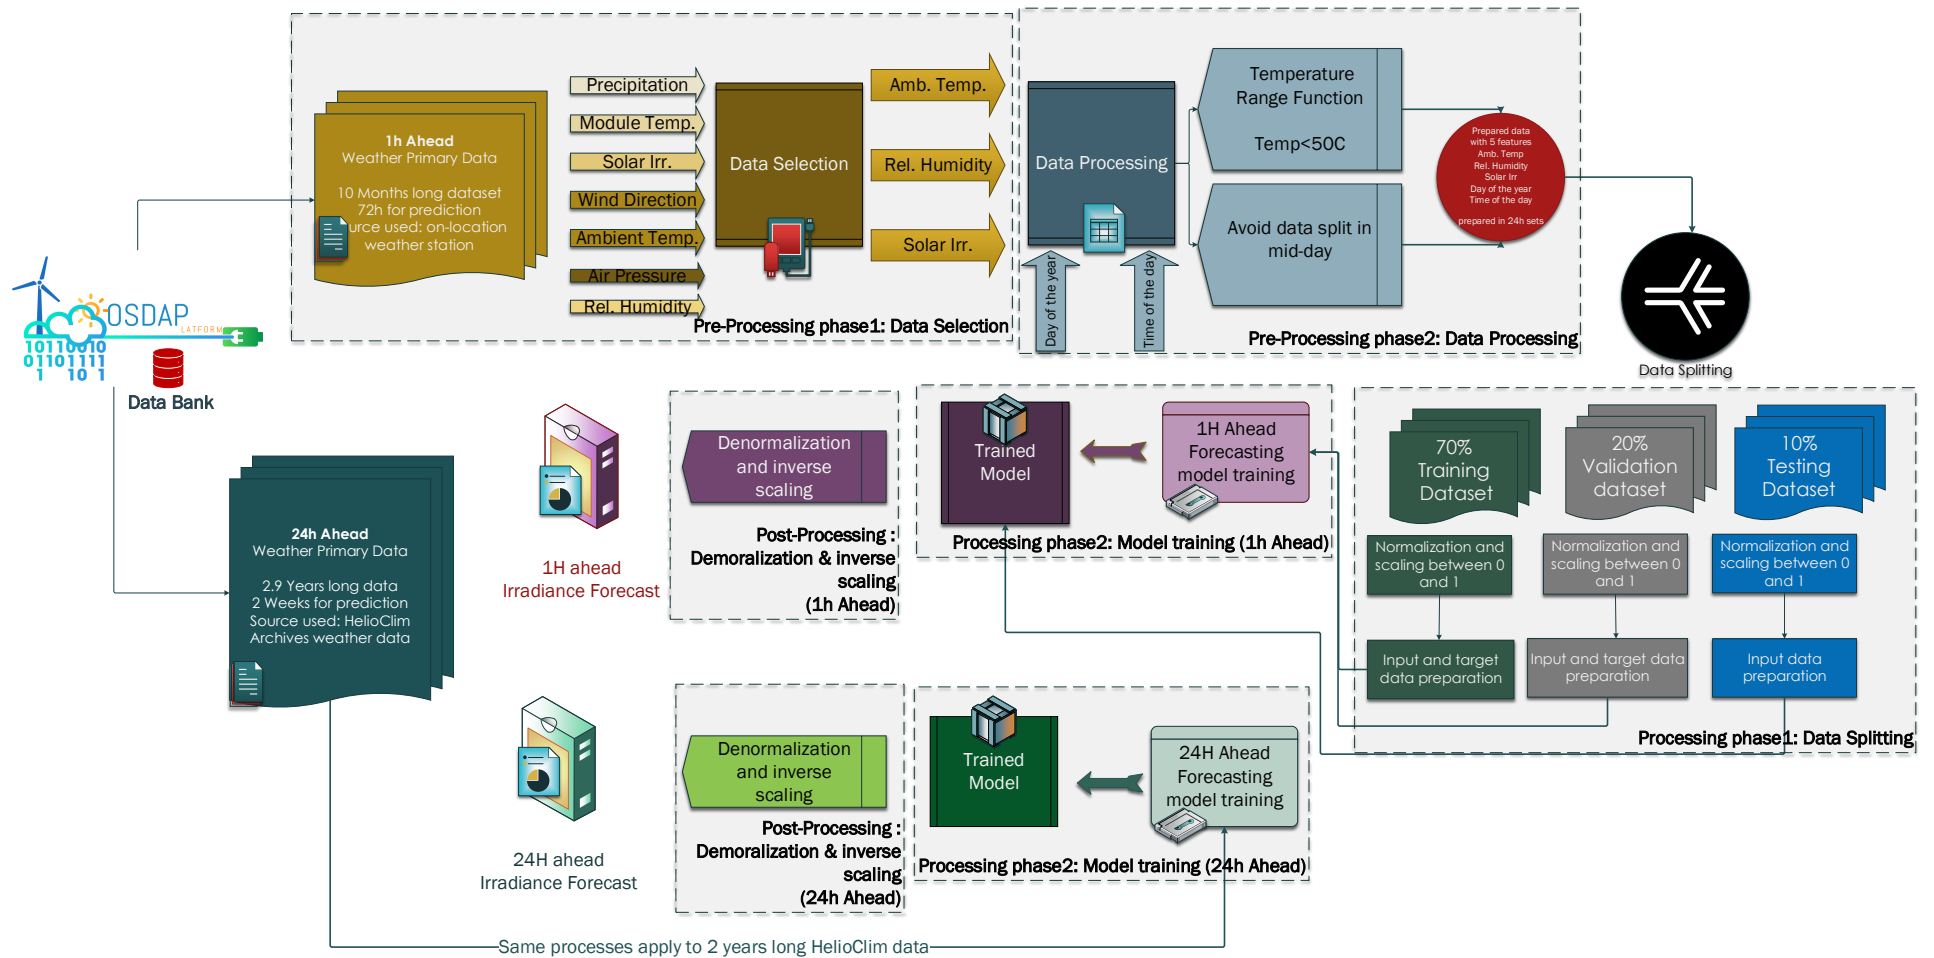 1h Ahead
Weather Primary Data
10 Months long dataset
72h for prediction
urce used: on-location
weather station
Precipitation
Module Temp.
Solar Irr.
Wind Direction
Ambient Temp.
Air Pressure
Rel. Humidity
Data Selection
Amb. Temp.
Rel. Humidity
Solar Irr.
Pre-Processing phase1: Data Selection
Data Processing
Day of the year
Time of the day
Temperature
Range Function
Temp<50C
Avoid data split in
mid-day
Pre-Processing phase2: Data Processing
Prepared data
with 5 features
Amb. Temp
Rel. Humidity
Solar Irr
Day of the year
Time of the day
prepared in 24h sets
Data Splitting
OSDAP
LATFORM
10110010
01101111
1 10 1
Data Bank
24h Ahead
Weather Primary Data
2.9 Years long data
2 Weeks for prediction
Source used: HelioClim
Archives weather data
1H ahead
Irradiance Forecast
Denormalization
and inverse
scaling
Post-Processing :
Demoralization & inverse
scaling
(1h Ahead)
Trained
Model
1H Ahead
Forecasting
model training
Processing phase2: Model training (1h Ahead)
70%
Training
Dataset
20%
Validation
dataset
10%
Testing
Dataset
Normalization and
scaling between 0
and 1
Normalization and
scaling between 0
and 1
Normalization and
scaling between 0
and 1
Input and target
data preparation
Input and target data
preparation
Input data
preparation
Processing phase1: Data Splitting
24H ahead
Irradiance Forecast
Denormalization
and inverse
scaling
Post-Processing :
Demoralization & inverse
scaling
(24h Ahead)
Trained
Model
24H Ahead
Forecasting
model training
Processing phase2: Model training (24h Ahead)
Same processes apply to 2 years long HelioClim data